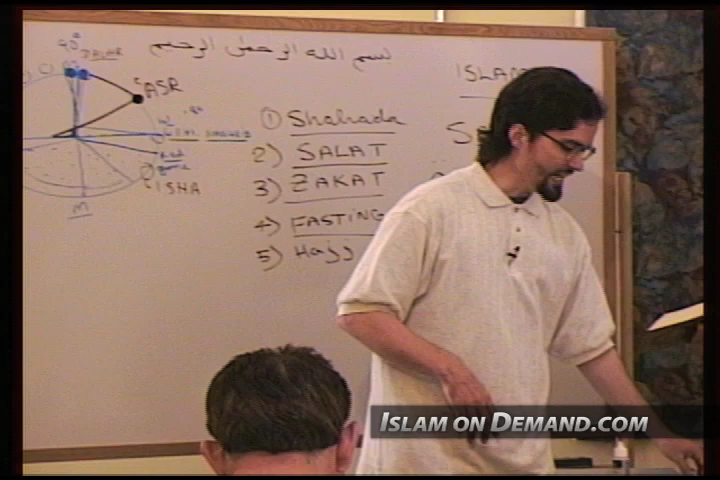 بسم الله الرحمن الرحيم
ISLAM
DHUHR
ASR
① Shahada
2) SALAT
3) ZAKAT
4) FASTING
5) Hajj
ISHA
M
ISLAM ON DEMAND.COM